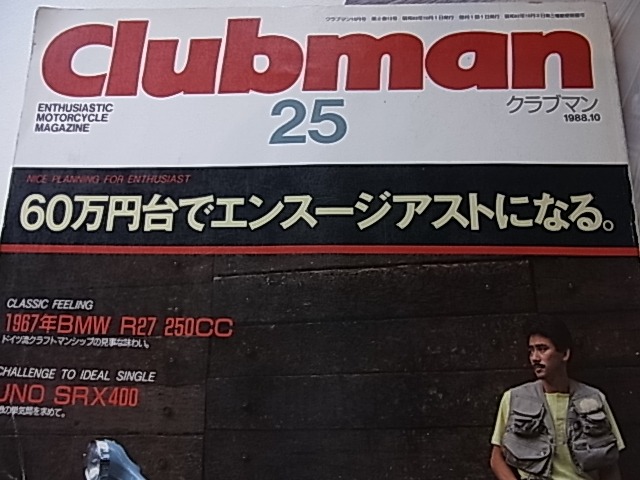 Clubman
ENTHUSIASTIC
MOTORCYCLE
MAGAZINE
25
クラブマン
1988.10
NICE PLANNING FOR ENTHUSIAST
60万円台でエンスージアストになる。
CLASSIC FEELING
1967年BMW R27 250CC
ドイツ流クラフトマンシップの見事な味わい。
CHALLENGE TO IDEAL SINGLE
UNO SRX400